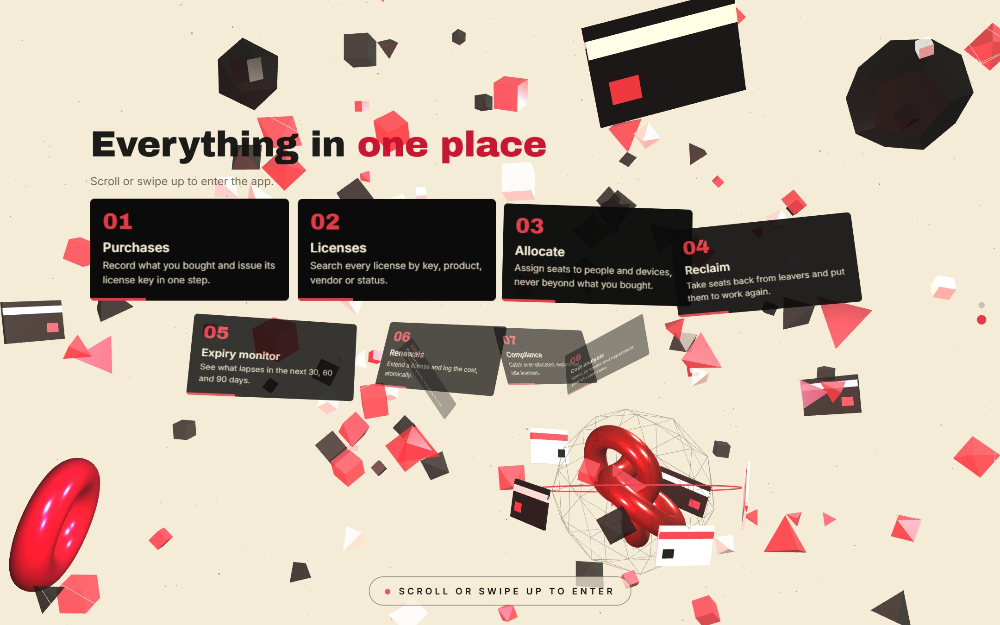 Everything in one place
Scroll or swipe up to enter the app.
01
Purchases
Record what you bought and issue its
license key in one step.
02
Licenses
Search every license by key, product,
vendor or status.
03
Allocate
Assign seats to people and devices,
never beyond what you bought.
04
Reclaim
Take seats back from leavers and put
them to work again.
05
Expiry monitor
See what lapses in the next 30, 60
and 90 days.
06
Renewals
Extend a license and log the cost,
atomically.
07
Compliance
Catch over-allocated, expired and
idle licenses.
08
Cost analysis
Spend by vendor and department,
plus idle seat value.
SCROLL OR SWIPE UP TO ENTER